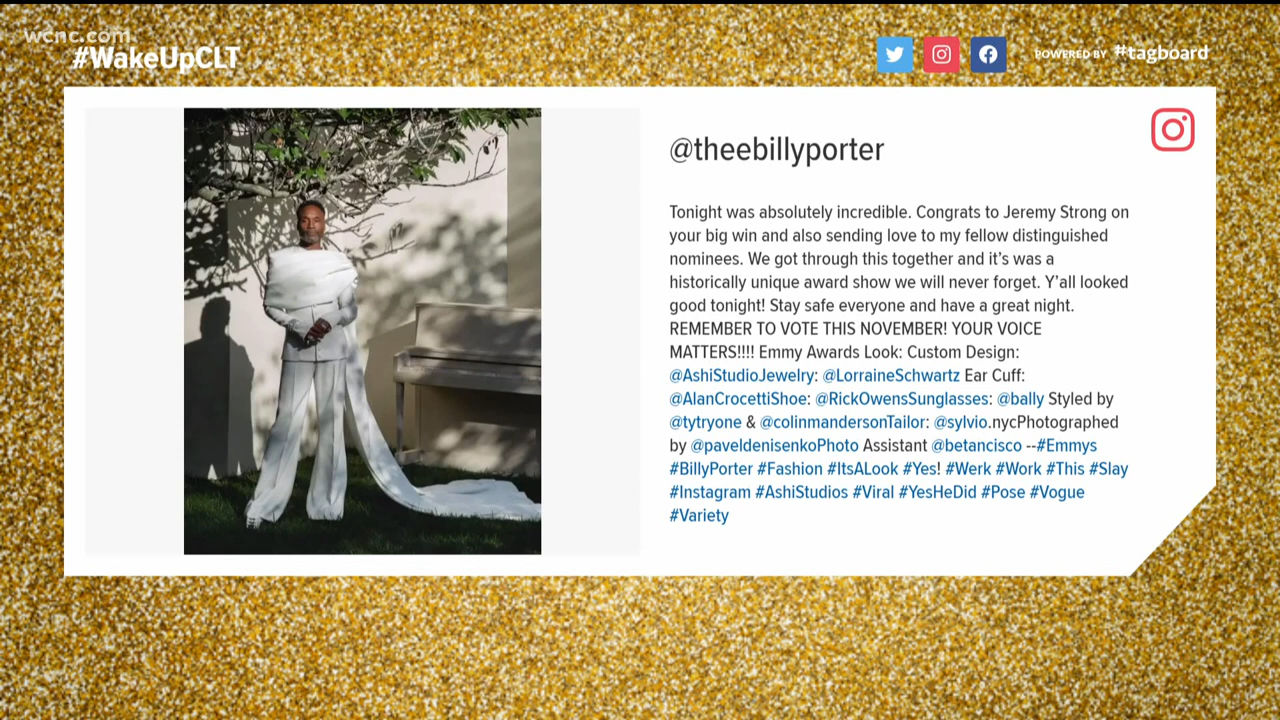 wcnc.com
#WakeUpCLT
POWERED BY #tagboard
@theebillyporter
Tonight was absolutely incredible. Congrats to Jeremy Strong on
your big win and also sending love to my fellow distinguished
nominees. We got through this together and it’s was a
historically unique award show we will never forget. Y’all looked
good tonight! Stay safe everyone and have a great night.
REMEMBER TO VOTE THIS NOVEMBER! YOUR VOICE
MATTERS!!!! Emmy Awards Look: Custom Design:
@AshiStudioJewelry: @LorraineSchwartz Ear Cuff:
@AlanCrocettiShoe: @RickOwensSunglasses: @bally Styled by
@tytryone & @colinmandersonTailor: @sylvio.nycPhotographed
by @paveldenisenkoPhoto Assistant @betancisco --#Emmys
#BillyPorter #Fashion #ItsALook #Yes! #Werk #Work #This #Slay
#Instagram #AshiStudios #Viral #YesHeDid #Pose #Vogue
#Variety